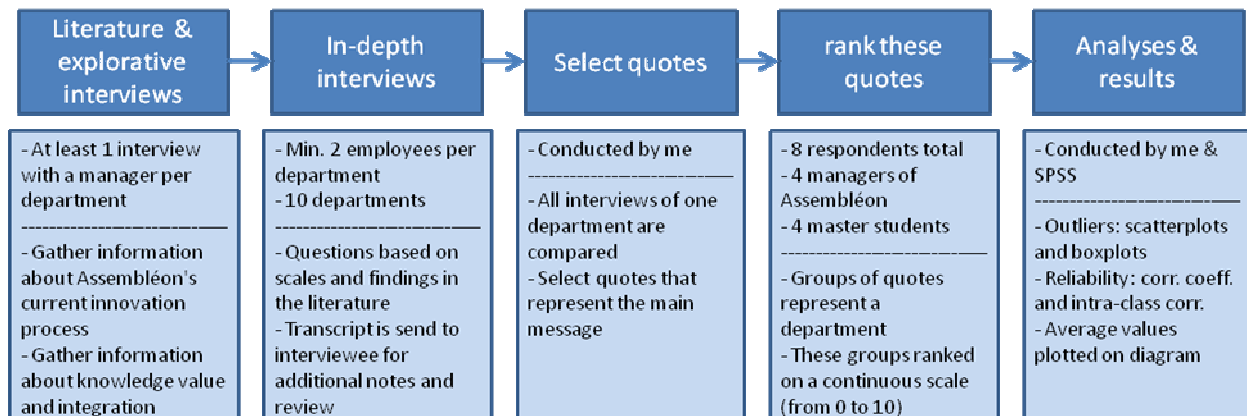 Literature &
explorative
interviews
In-depth
interviews
Select quotes
rank these
quotes
Analyses &
results
- At least 1 interview
with a manager per
department
------------------------------
- Gather information
about Assembléon's
current innovation
process
- Gather information
about knowledge value
and integration
- Min. 2 employees per
department
- 10 departments
------------------------------
- Questions based on
scales and findings in
the literature
- Transcript is send to
interviewee for
additional notes and
review
- Conducted by me
------------------------------
- All interviews of one
department are
compared
- Select quotes that
represent the main
message
- 8 respondents total
- 4 managers of
Assembléon
- 4 master students
------------------------------
- Groups of quotes
represent a
department
- These groups ranked
on a continuous scale
(from 0 to 10)
- Conducted by me &
SPSS
------------------------------
- Outliers: scatterplots
and boxplots
- Reliability: corr. coeff.
and intra-class corr.
- Average values
plotted on diagram